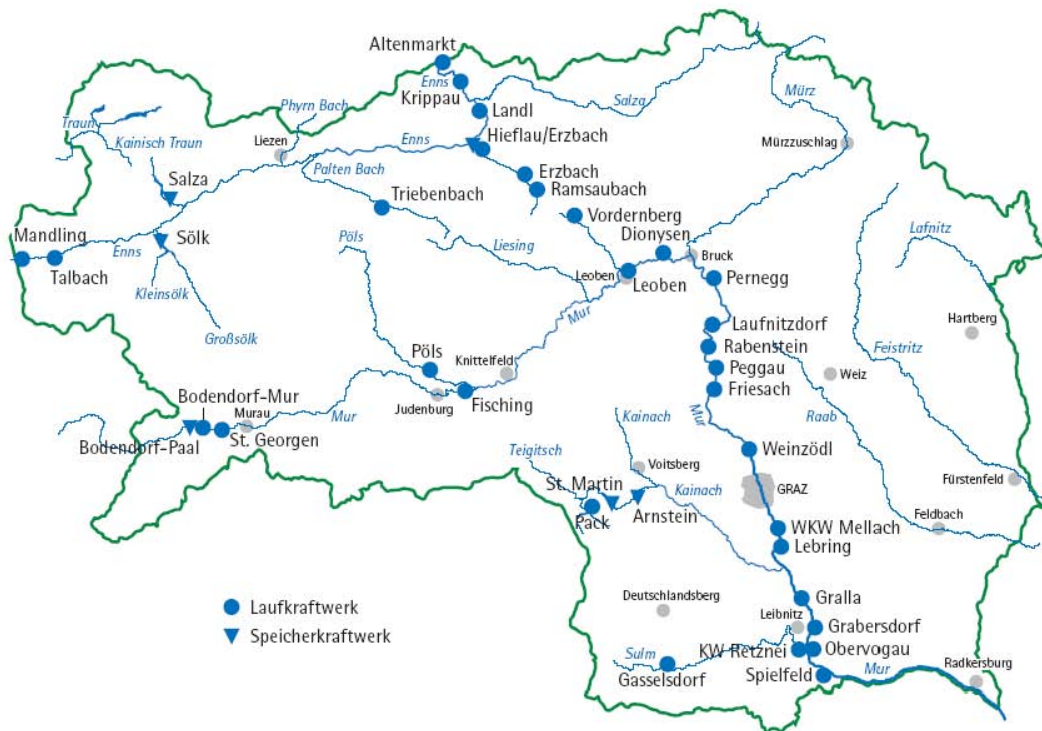 Altenmarkt
Enns
Krippau
Phyrn Bach
Landl
Salza
Mürz
Traun
Kainisch Traun
Liezen
Enns
Hieflau/Erzbach
Mürzzuschlag
Palten Bach
Erzbach
Salza
Triebenbach
Ramsaubach
Vordernberg
Lafnitz
Mandling
Enns
Sölk
Pöls
Liesing
Dionysen
Bruck
Talbach
Leoben
Leoben
Pernegg
Kleinsölk
Mur
Großsölk
Laufnitzdorf
Hartberg
Rabenstein
Feistritz
Pöls
Knittelfeld
Peggau
Weiz
Bodendorf-Mur
Friesach
Murau
Mur
Judenburg
Fisching
Kainach
Mur
Raab
Bodendorf-Paal
St. Georgen
Teigitsch
Weinzödl
Voitsberg
St. Martin
Kainach
GRAZ
Fürstenfeld
Pack
Arnstein
Feldbach
WKW Mellach
Lebring
Laufkraftwerk
Deutschlandsberg
Gralla
Leibnitz
Speicherkraftwerk
Grabersdorf
Sulm
KW Retznei
Obervogau
Gasselsdorf
Spielfeld
Mur
Radkersburg